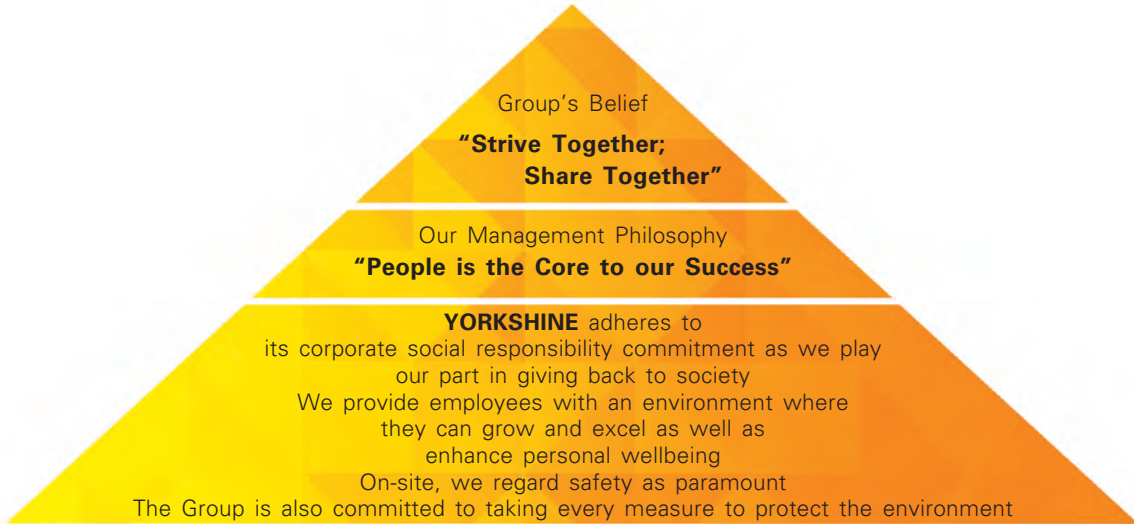 Group's Belief
“Strive Together;
Share Together”
Our Management Philosophy
“People is the Core to our Success”
YORKSHINE adheres to
its corporate social responsibility commitment as we play
our part in giving back to society
We provide employees with an environment where
they can grow and excel as well as
enhance personal wellbeing
On-site, we regard safety as paramount
The Group is also committed to taking every measure to protect the environment